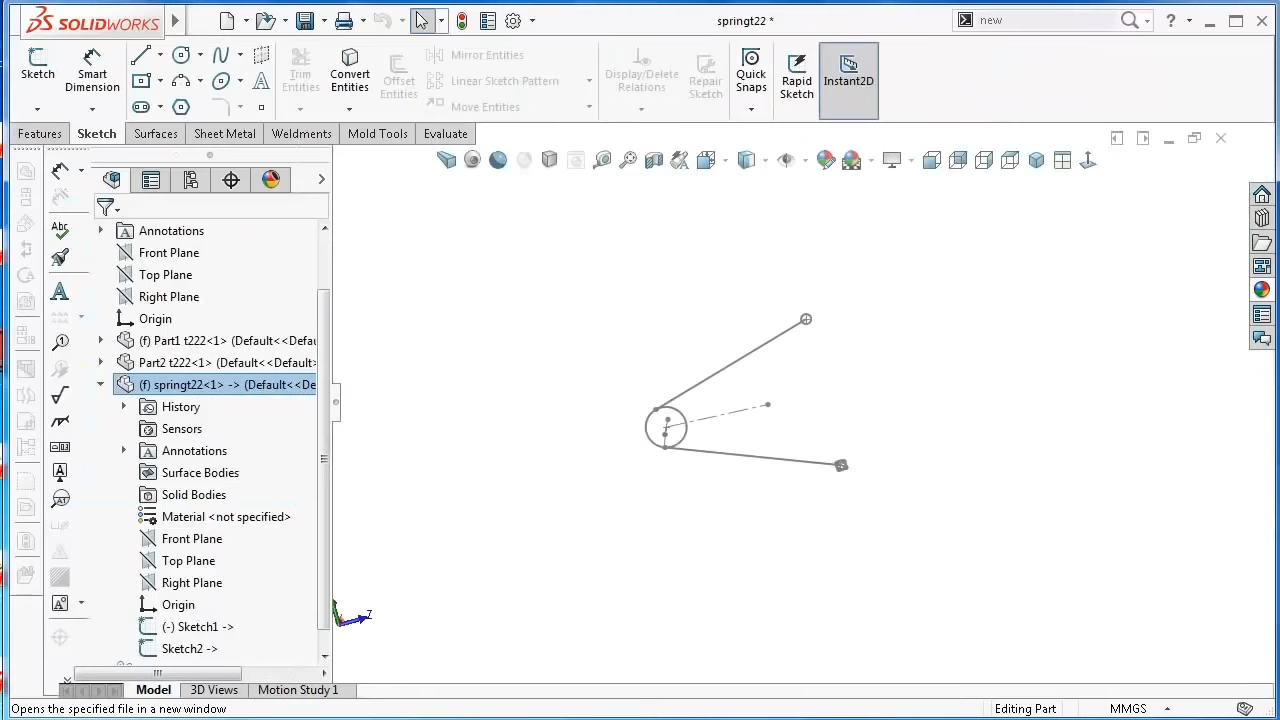 SOLIDWORKS
springt22 *
new
?
Sketch
Smart Dimension
Trim Entities
Convert Entities
Offset Entities
Mirror Entities
Linear Sketch Pattern
Move Entities
Display/Delete Relations
Repair Sketch
Quick Snaps
Rapid Sketch
Instant2D
Features
Sketch
Surfaces
Sheet Metal
Weldments
Mold Tools
Evaluate
Annotations
Front Plane
Top Plane
Right Plane
Origin
(f) Part1 t222<1> (Default<<Defau
Part2 t222<1> (Default<<Default>
(f) springt22<1> -> (Default<<De
History
Sensors
Annotations
Surface Bodies
Solid Bodies
Material <not specified>
Front Plane
Top Plane
Right Plane
Origin
(-) Sketch1 ->
Sketch2 ->
Abc
Z
Model
3D Views
Motion Study 1
Opens the specified file in a new window
Editing Part
MMGS